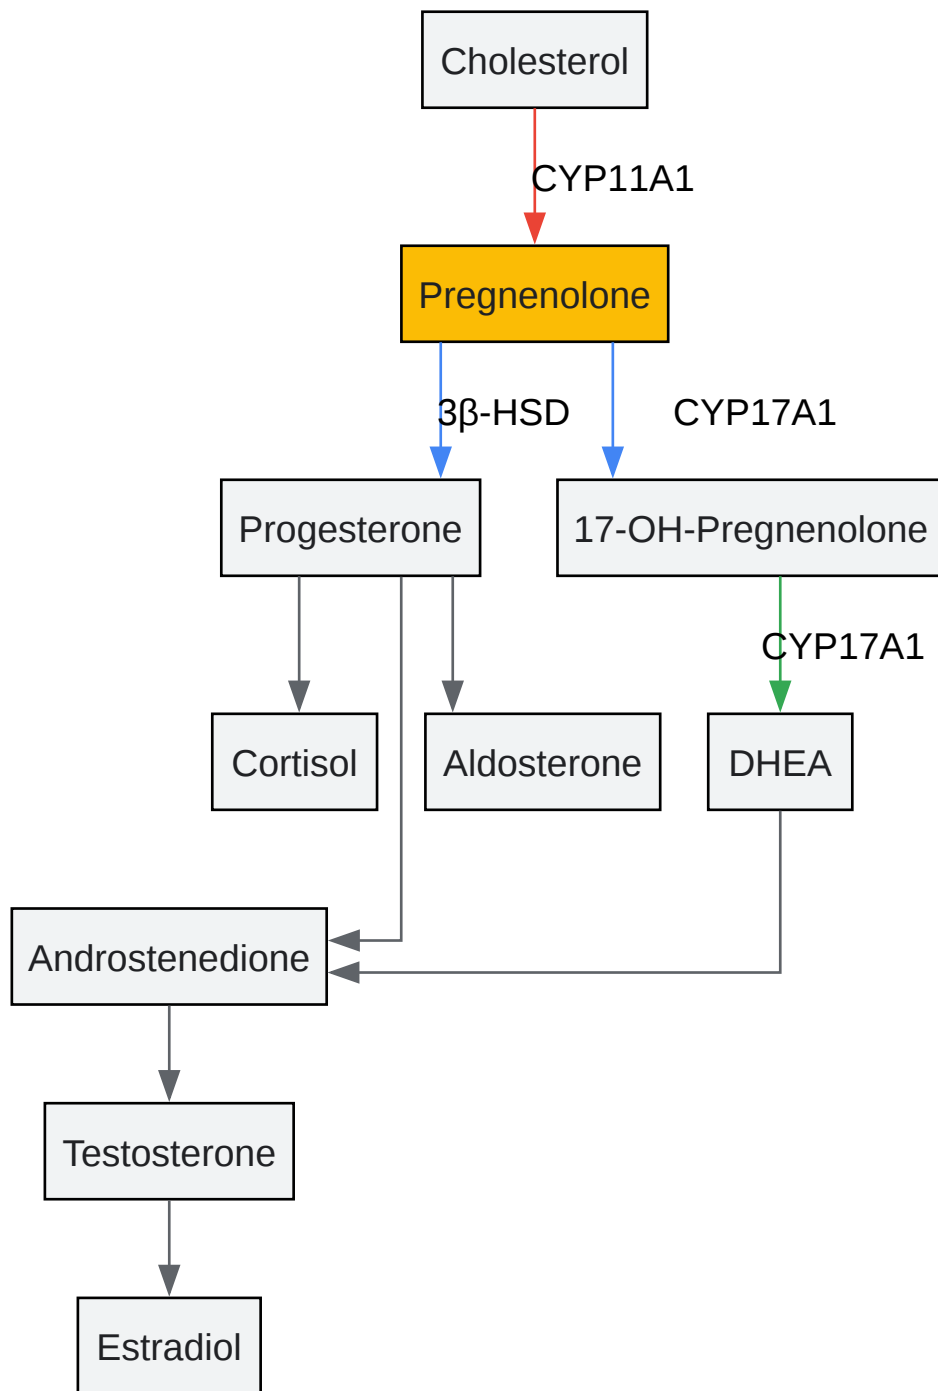 Cholesterol
CYP11A1
Pregnenolone
3β-HSD
CYP17A1
Progesterone
17-OH-Pregnenolone
CYP17A1
Cortisol
Aldosterone
DHEA
Androstenedione
Testosterone
Estradiol